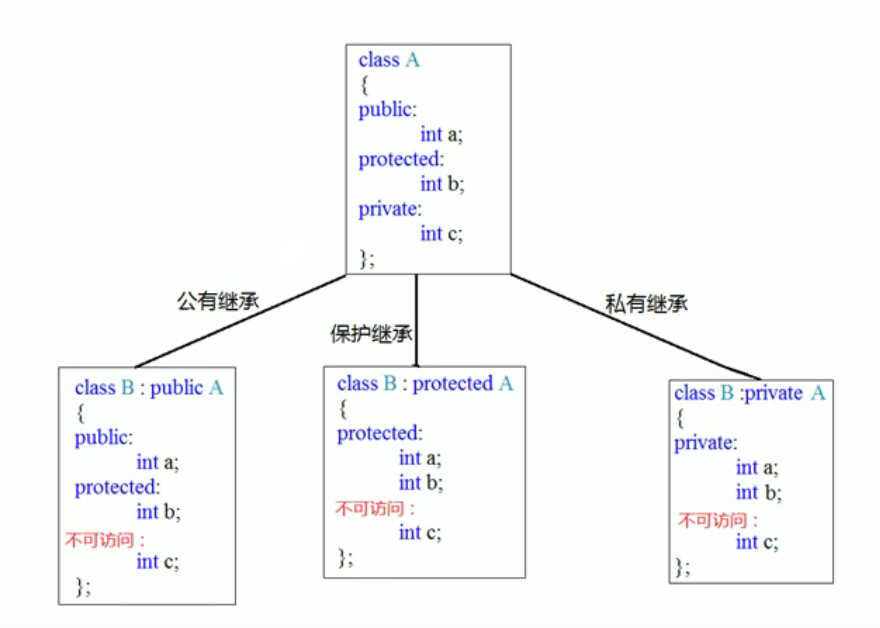 class A
{
public:
int a;
protected:
int b;
private:
int c;
};
公有继承
保护继承
私有继承
class B : public A
{
public:
int a;
protected:
int b;
不可访问：
int c;
};
class B : protected A
{
protected:
int a;
int b;
不可访问：
int c;
};
class B :private A
{
private:
int a;
int b;
不可访问：
int c;
};